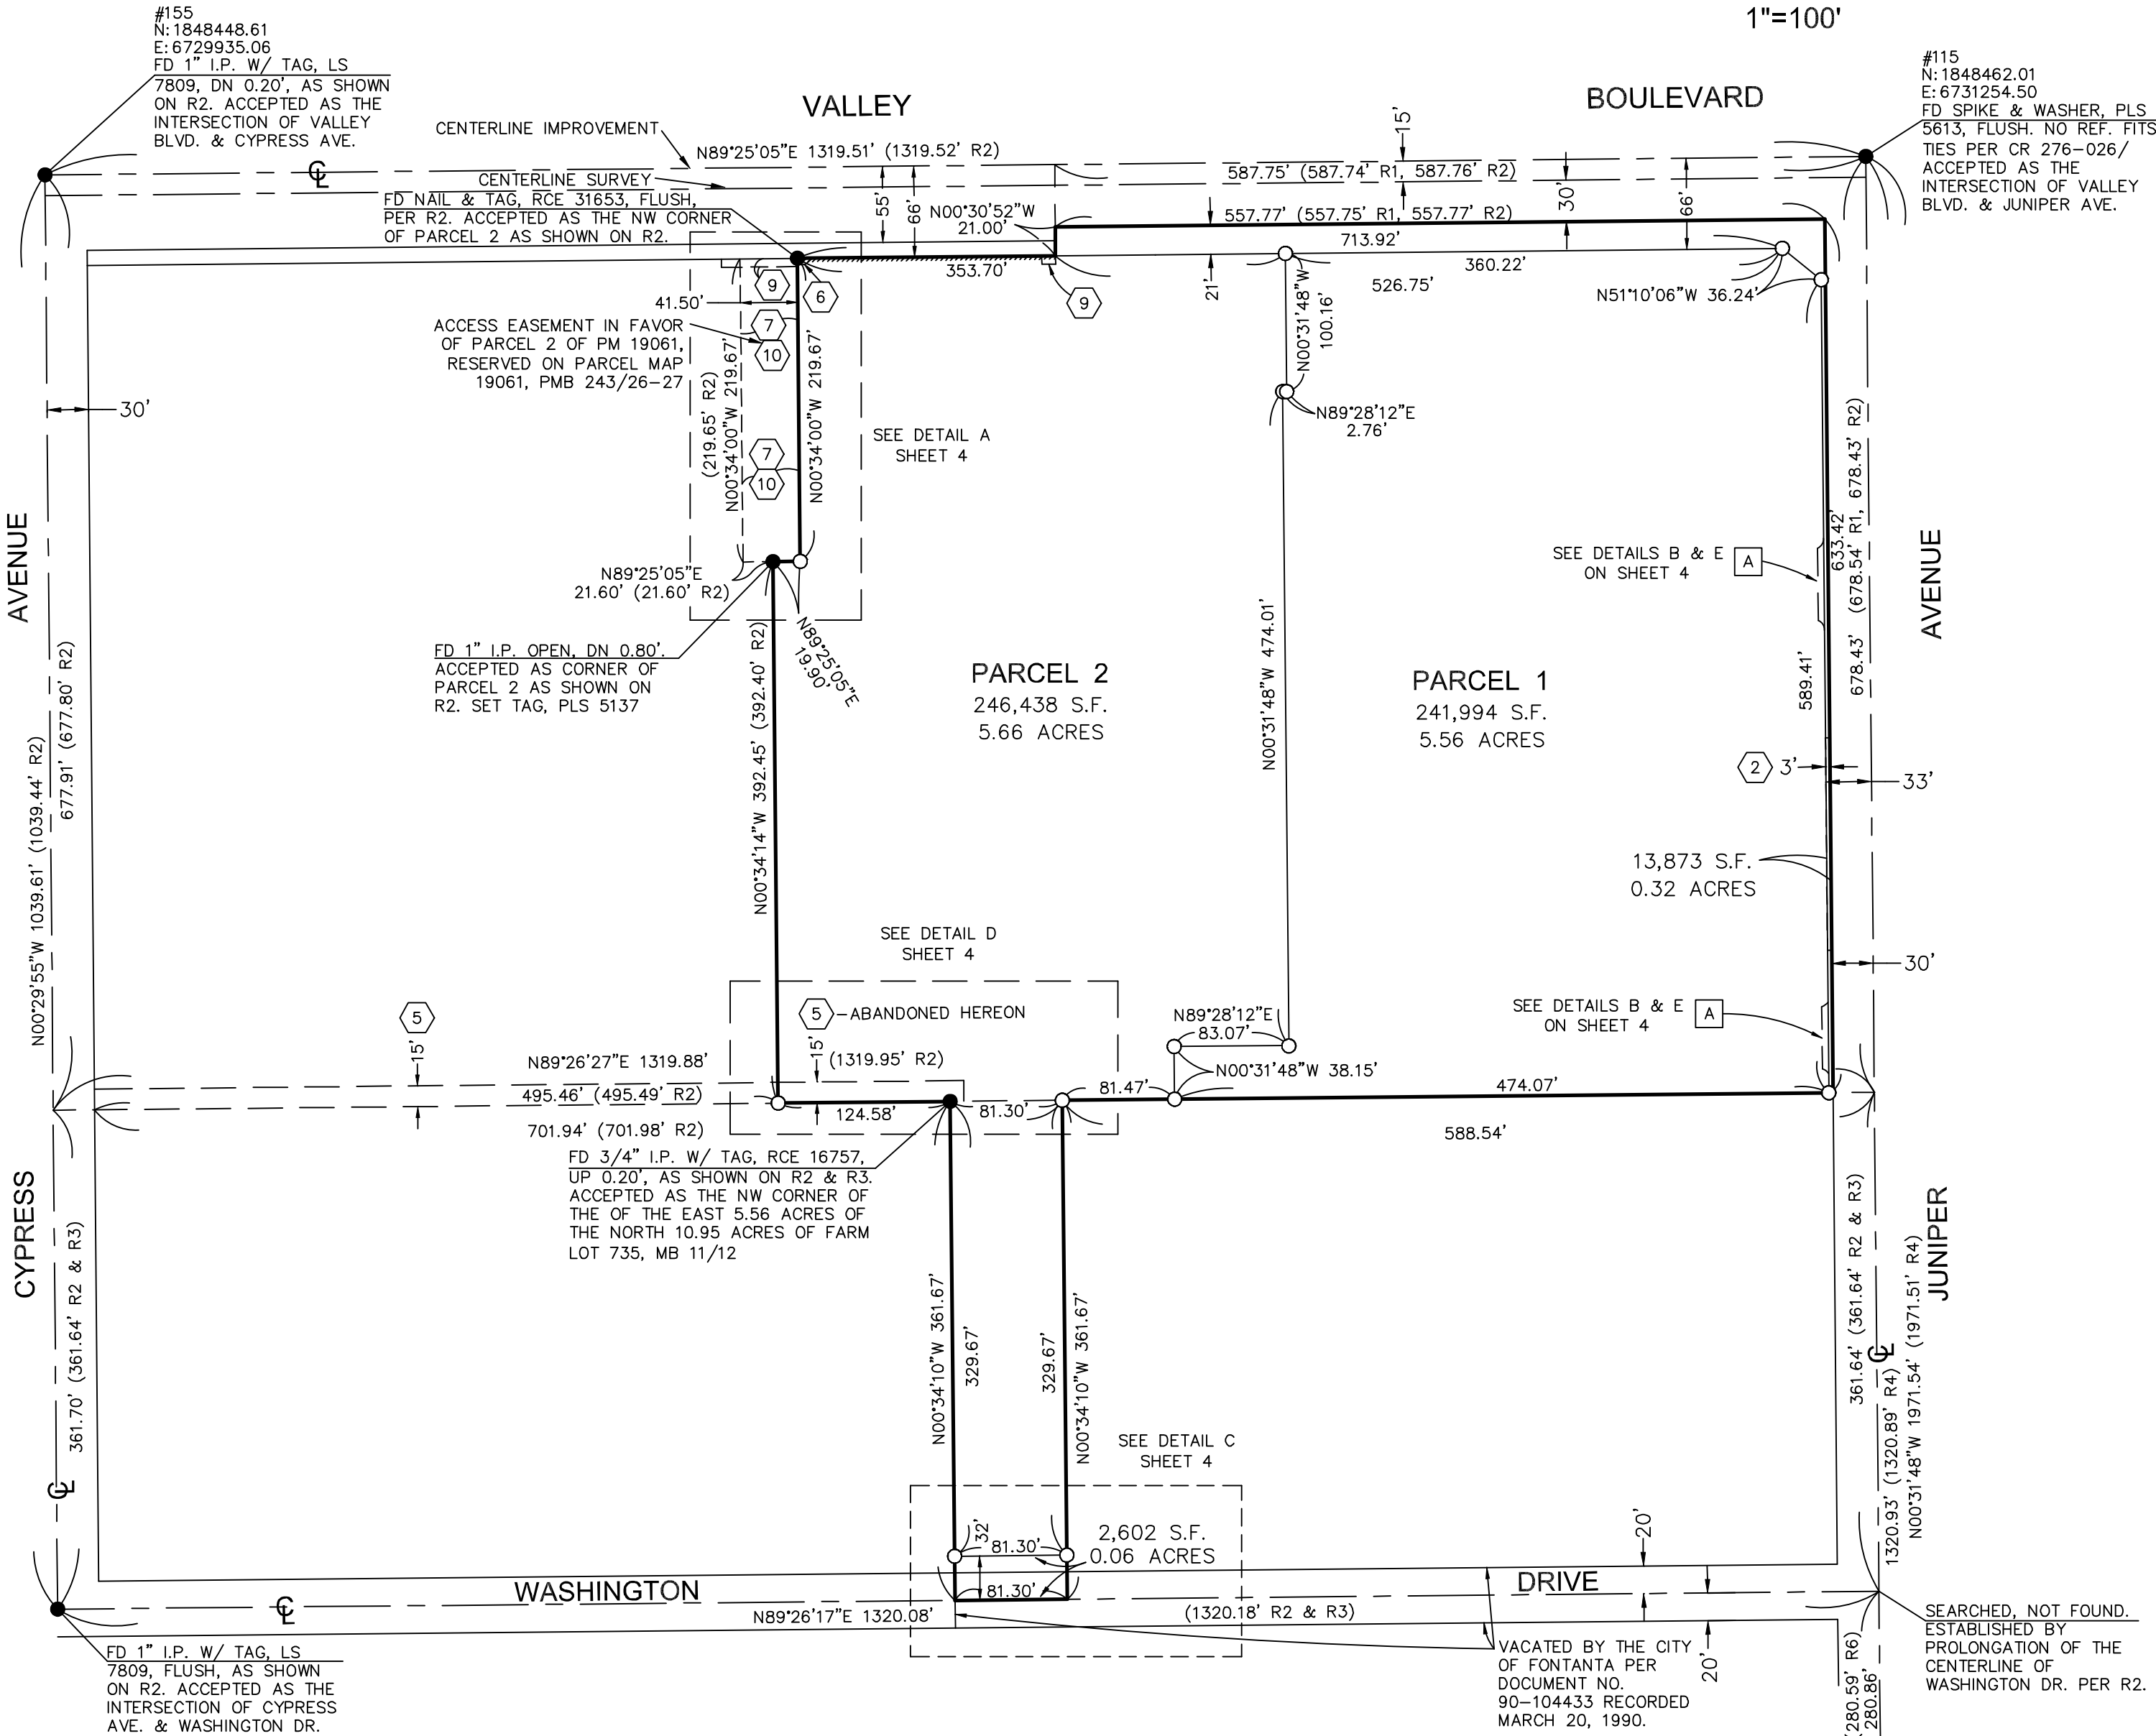 1"=100'
#155
N: 1848448.61
E: 6729935.06
FD 1" I.P. W/ TAG, LS
7809, DN 0.20', AS SHOWN
ON R2. ACCEPTED AS THE
INTERSECTION OF VALLEY
BLVD. & CYPRESS AVE.
#115
N: 1848462.01
E: 6731254.50
FD SPIKE & WASHER, PLS
5613, FLUSH. NO REF. FITS
TIES PER CR 276-026/
ACCEPTED AS THE
INTERSECTION OF VALLEY
BLVD. & JUNIPER AVE.
VALLEY
BOULEVARD
CENTERLINE IMPROVEMENT
N89°25'05"E 1319.51' (1319.52' R2)
15'
587.75' (587.74' R1, 587.76' R2)
CENTERLINE SURVEY
℄
FD NAIL & TAG, RCE 31653, FLUSH,
PER R2. ACCEPTED AS THE NW CORNER
OF PARCEL 2 AS SHOWN ON R2.
55'
66'
N00°30'52"W
21.00'
557.77' (557.75' R1, 557.77' R2)
30'
66'
713.92'
353.70'
360.22'
526.75'
21'
N51°10'06"W 36.24'
9
6
9
41.50'
7
10
ACCESS EASEMENT IN FAVOR
OF PARCEL 2 OF PM 19061,
RESERVED ON PARCEL MAP
19061, PMB 243/26-27
N00°31'48"W
100.16'
30'
N89°28'12"E
2.76'
(219.65' R2)
N00°34'00"W 219.67'
N00°34'00"W 219.67'
SEE DETAIL A
SHEET 4
7
10
678.43' (678.54' R1, 678.43' R2)
633.42'
AVENUE
AVENUE
SEE DETAILS B & E
ON SHEET 4
A
N89°25'05"E
21.60' (21.60' R2)
N89°25'05"E
19.90'
FD 1" I.P. OPEN, DN 0.80'.
ACCEPTED AS CORNER OF
PARCEL 2 AS SHOWN ON
R2. SET TAG, PLS 5137
N00°34'14"W 392.45' (392.40' R2)
N00°31'48"W 474.01'
PARCEL 2
246,438 S.F.
5.66 ACRES
PARCEL 1
241,994 S.F.
5.56 ACRES
589.41'
2
3'
33'
N00°29'55"W 1039.61' (1039.44' R2)
677.91' (677.80' R2)
13,873 S.F.
0.32 ACRES
SEE DETAIL D
SHEET 4
30'
5
5
-ABANDONED HEREON
SEE DETAILS B & E
ON SHEET 4
A
N89°28'12"E
83.07'
15'
N89°26'27"E 1319.88'
15'
(1319.95' R2)
N00°31'48"W 38.15'
495.46' (495.49' R2)
81.47'
474.07'
124.58'
81.30'
701.94' (701.98' R2)
588.54'
FD 3/4" I.P. W/ TAG, RCE 16757,
UP 0.20', AS SHOWN ON R2 & R3.
ACCEPTED AS THE NW CORNER OF
THE OF THE EAST 5.56 ACRES OF
THE NORTH 10.95 ACRES OF FARM
LOT 735, MB 11/12
CYPRESS
JUNIPER
361.70' (361.64' R2 & R3)
N00°34'10"W 361.67'
329.67'
329.67'
N00°34'10"W 361.67'
361.64' (361.64' R2 & R3)
℄
1320.93' (1320.89' R4)
N00°31'48"W 1971.54' (1971.51' R4)
SEE DETAIL C
SHEET 4
℄
32'
81.30'
2,602 S.F.
0.06 ACRES
20'
81.30'
WASHINGTON
DRIVE
℄
N89°26'17"E 1320.08'
(1320.18' R2 & R3)
20'
FD 1" I.P. W/ TAG, LS
7809, FLUSH, AS SHOWN
ON R2. ACCEPTED AS THE
INTERSECTION OF CYPRESS
AVE. & WASHINGTON DR.
VACATED BY THE CITY
OF FONTANTA PER
DOCUMENT NO.
90-104433 RECORDED
MARCH 20, 1990.
SEARCHED, NOT FOUND.
ESTABLISHED BY
PROLONGATION OF THE
CENTERLINE OF
WASHINGTON DR. PER R2.
(280.59' R6)
280.86'